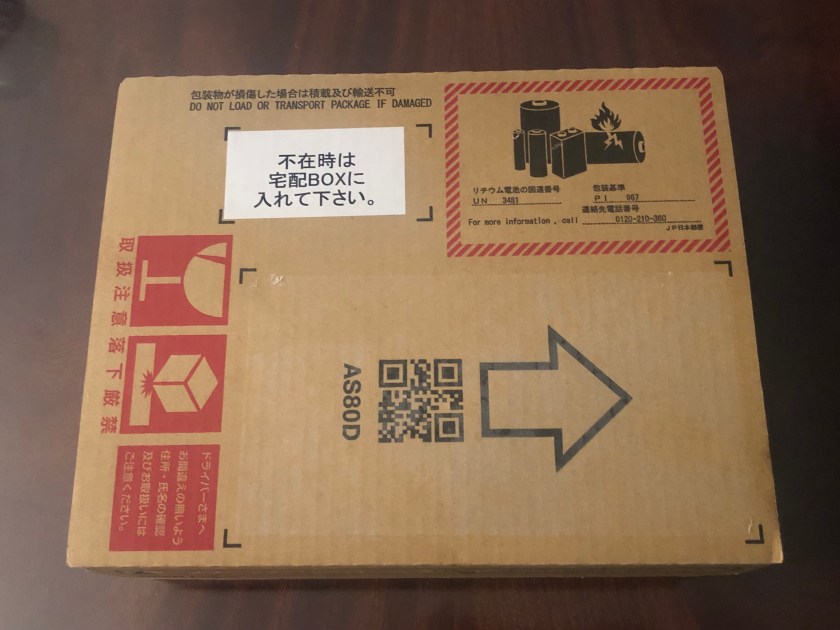 包装物が損傷した場合は積載及び輸送不可
DO NOT LOAD OR TRANSPORT PACKAGE IF DAMAGED
不在時は
宅配BOXに
入れて下さい。
リチウム電池の国連番号
UN 3481
包装基準
PI 967
連絡先電話番号
For more information , call 0120-210-360
JP日本郵便
取扱注意
落下厳禁
ドライバーさまへ
お間違えの無いよう
住所・氏名の確認
及びお取扱いには
ご注意ください。
AS80D